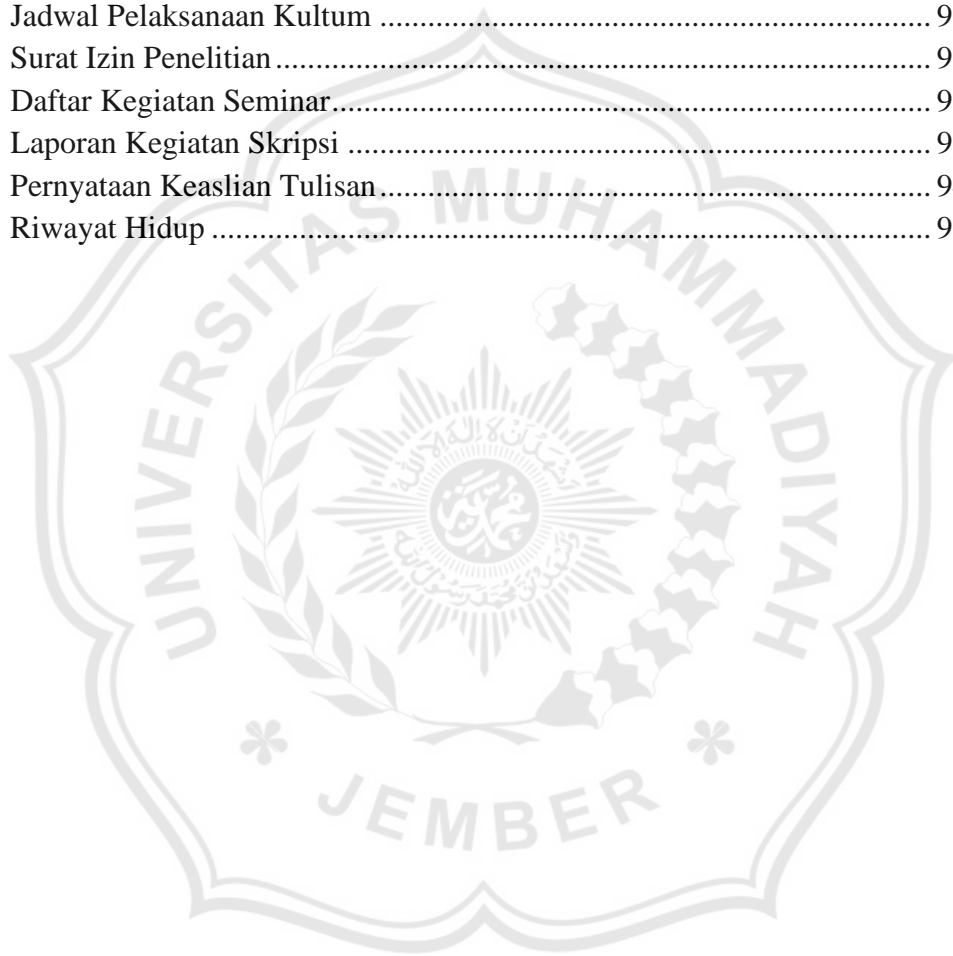 Jadwal Pelaksanaan Kultum ......................................................... 9
Surat Izin Penelitian .................................................................... 9
Daftar Kegiatan Seminar.............................................................. 9
Laporan Kegiatan Skripsi ............................................................ 9
Pernyataan Keaslian Tulisan ......................................................... 9
Riwayat Hidup .......................................................................... 9
UNIVERSITAS MUHAMMADIYAH
JEMBER